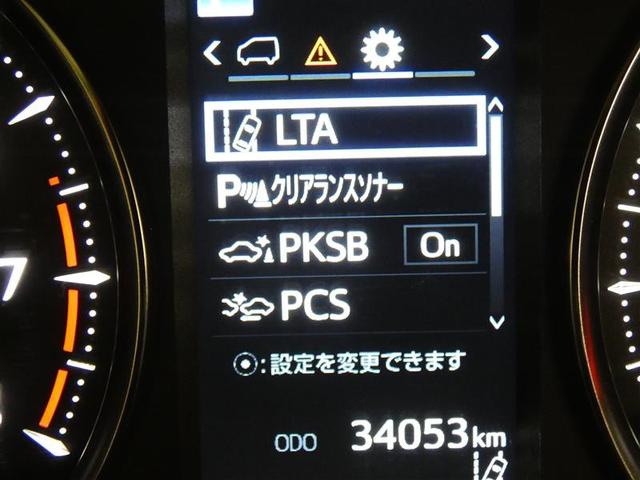 LTA
P クリアランスソナー
PKSB On
PCS
:設定を変更できます
ODO 34053km
7